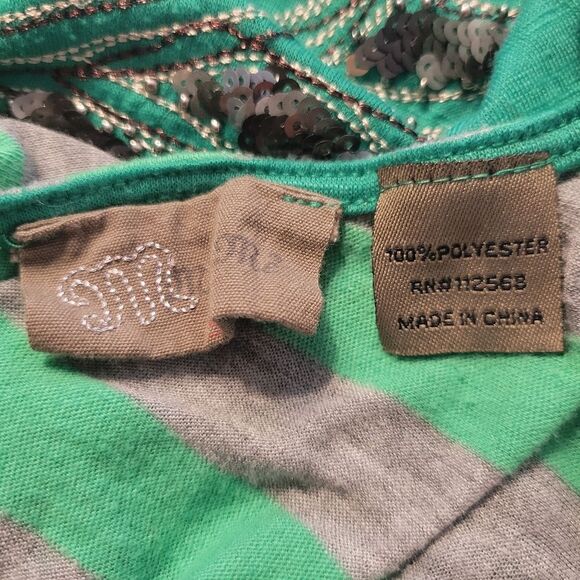 M
100%POLYESTER
RN#112568
MADE IN CHINA